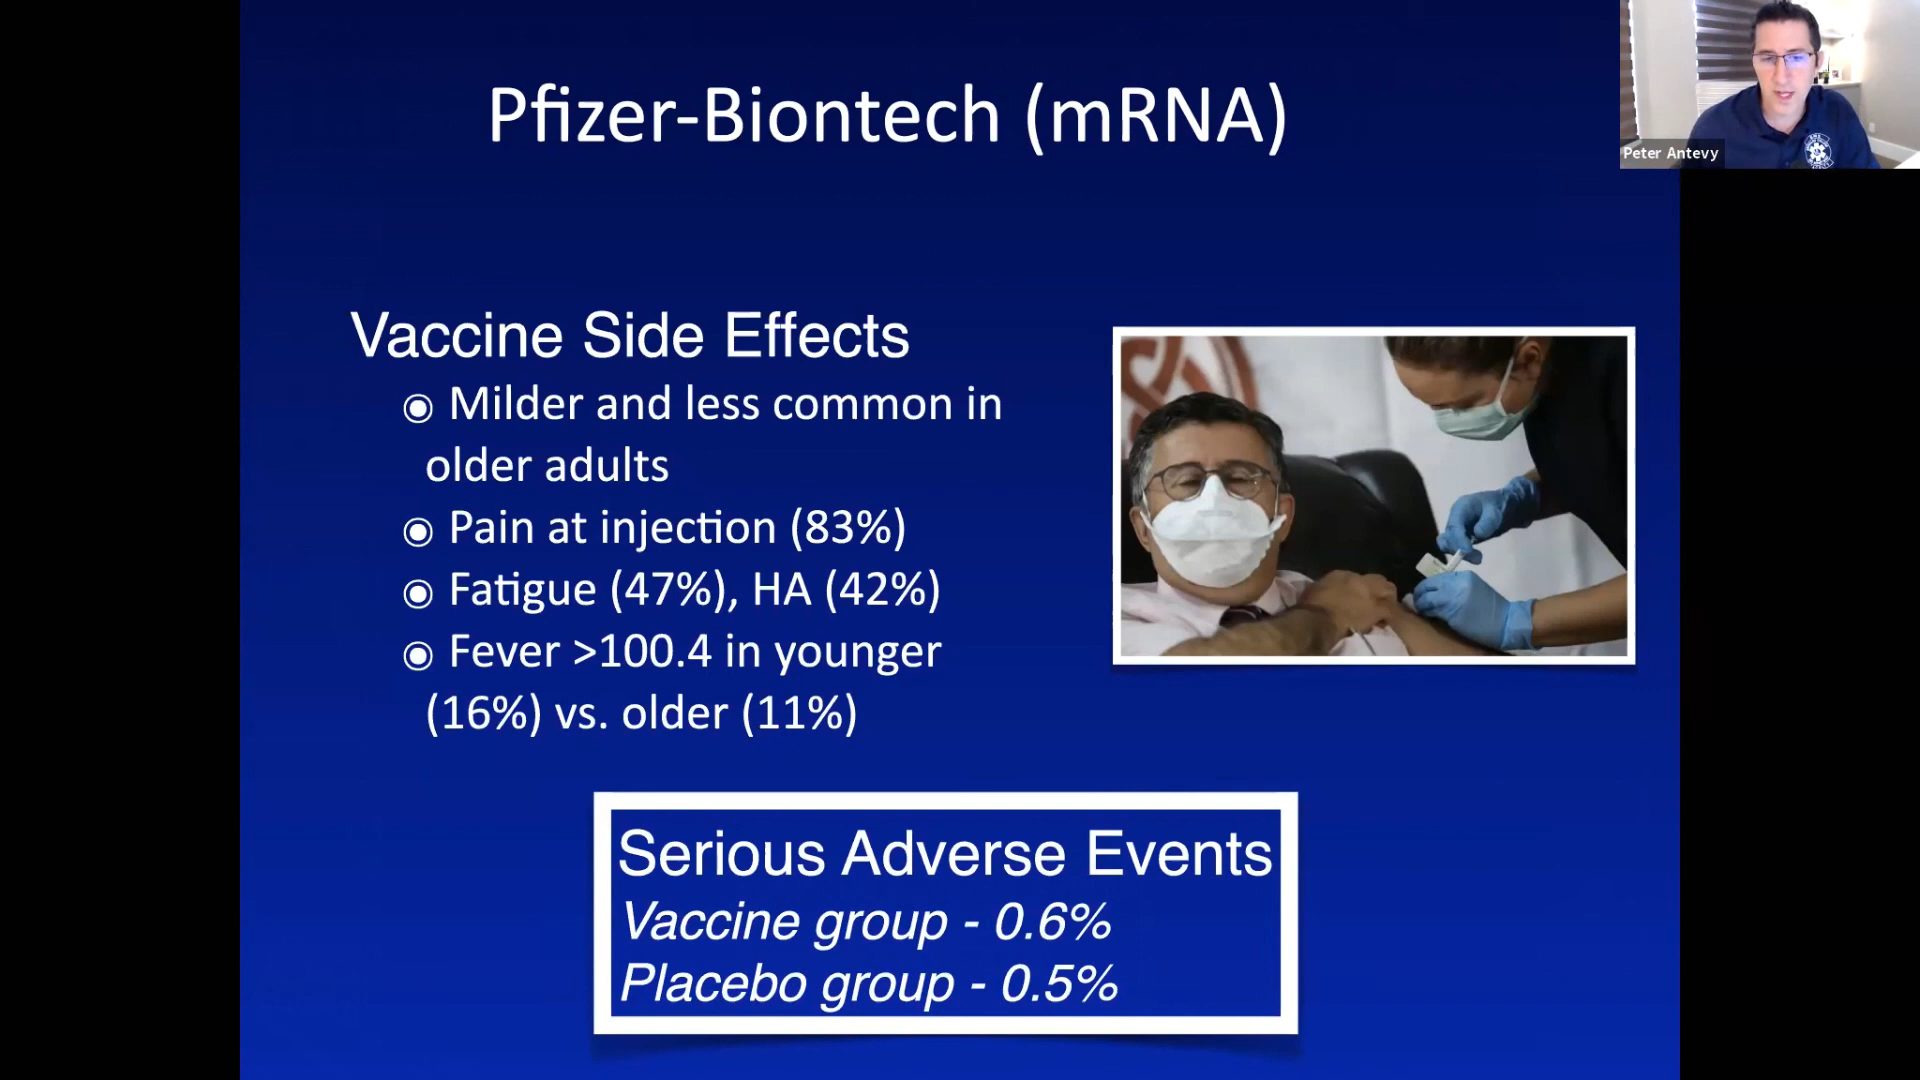 Pfizer-Biontech (mRNA)
Peter Antevy
Vaccine Side Effects
Milder and less common in
older adults
Pain at injection (83%)
Fatigue (47%), HA (42%)
Fever >100.4 in younger
(16%) vs. older (11%)
Serious Adverse Events
Vaccine group - 0.6%
Placebo group - 0.5%